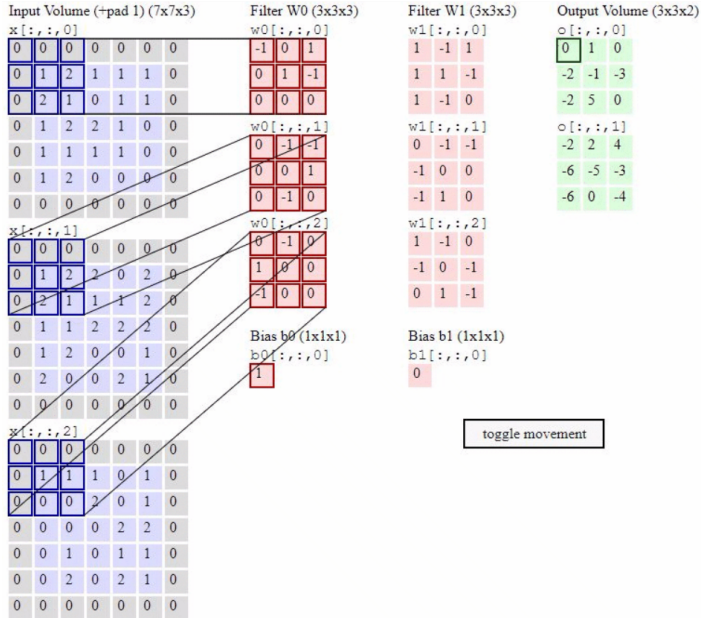 Input Volume (+pad 1) (7x7x3)
x[:,:,0]
0 0 0 0 0 0 0
0 1 2 1 1 1 0
0 2 1 0 1 1 0
0 1 2 2 1 0 0
0 1 1 1 1 0 0
0 1 2 0 0 0 0
0 0 0 0 0 0 0
x[:,:,1]
0 0 0 0 0 0 0
0 1 2 2 0 2 0
0 2 1 1 1 2 0
0 1 1 2 2 2 0
0 1 2 0 0 1 0
0 2 0 0 2 1 0
0 0 0 0 0 0 0
x[:,:,2]
0 0 0 0 0 0 0
0 1 1 1 0 1 0
0 0 0 2 0 1 0
0 0 0 0 2 2 0
0 0 1 0 1 1 0
0 0 2 0 2 1 0
0 0 0 0 0 0 0
Filter W0 (3x3x3)
w0[:,:,0]
-1 0 1
0 1 -1
0 0 0
w0[:,:,1]
0 -1 -1
0 0 1
0 -1 0
w0[:,:,2]
0 -1 0
1 0 0
-1 0 0
Bias b0 (1x1x1)
b0[:,:,0]
1
Filter W1 (3x3x3)
w1[:,:,0]
1 -1 1
1 1 -1
1 -1 0
w1[:,:,1]
0 -1 -1
-1 0 0
-1 1 0
w1[:,:,2]
1 -1 0
-1 0 -1
0 1 -1
Bias b1 (1x1x1)
b1[:,:,0]
0
Output Volume (3x3x2)
o[:,:,0]
0 1 0
-2 -1 -3
-2 5 0
o[:,:,1]
-2 2 4
-6 -5 -3
-6 0 -4
toggle movement